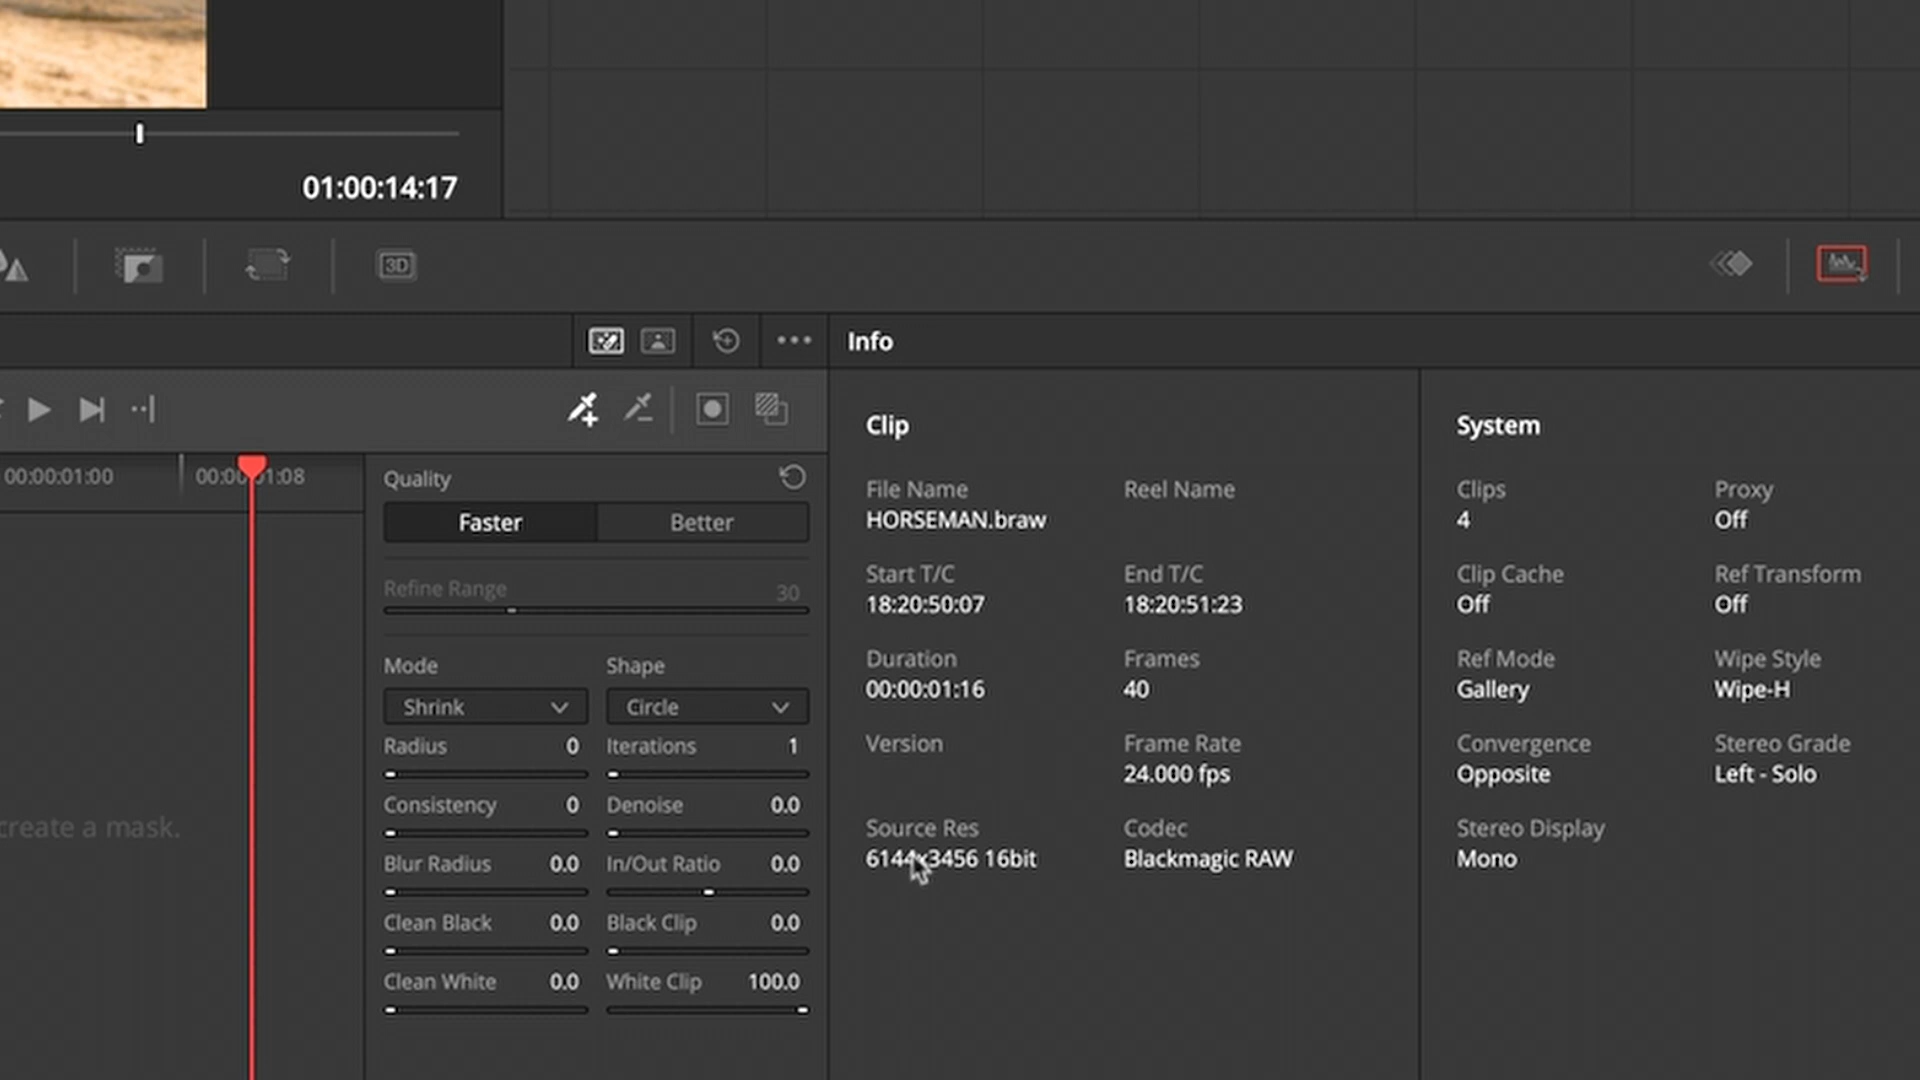 01:00:14:17
3D
Info
00:00:01:00
Quality
Faster Better
Refine Range 30
Mode Shape
Shrink Circle
Radius 0 Iterations 1
Consistency 0 Denoise 0.0
Blur Radius 0.0 In/Out Ratio 0.0
Clean Black 0.0 Black Clip 0.0
Clean White 0.0 White Clip 100.0
create a mask.
Clip
File Name Reel Name
HORSEMAN.braw
Start T/C End T/C
18:20:50:07 18:20:51:23
Duration Frames
00:00:01:16 40
Version Frame Rate
24.000 fps
Source Res Codec
6144x3456 16bit Blackmagic RAW
System
Clips Proxy
4 Off
Clip Cache Ref Transform
Off Off
Ref Mode Wipe Style
Gallery Wipe-H
Convergence Stereo Grade
Opposite Left - Solo
Stereo Display
Mono